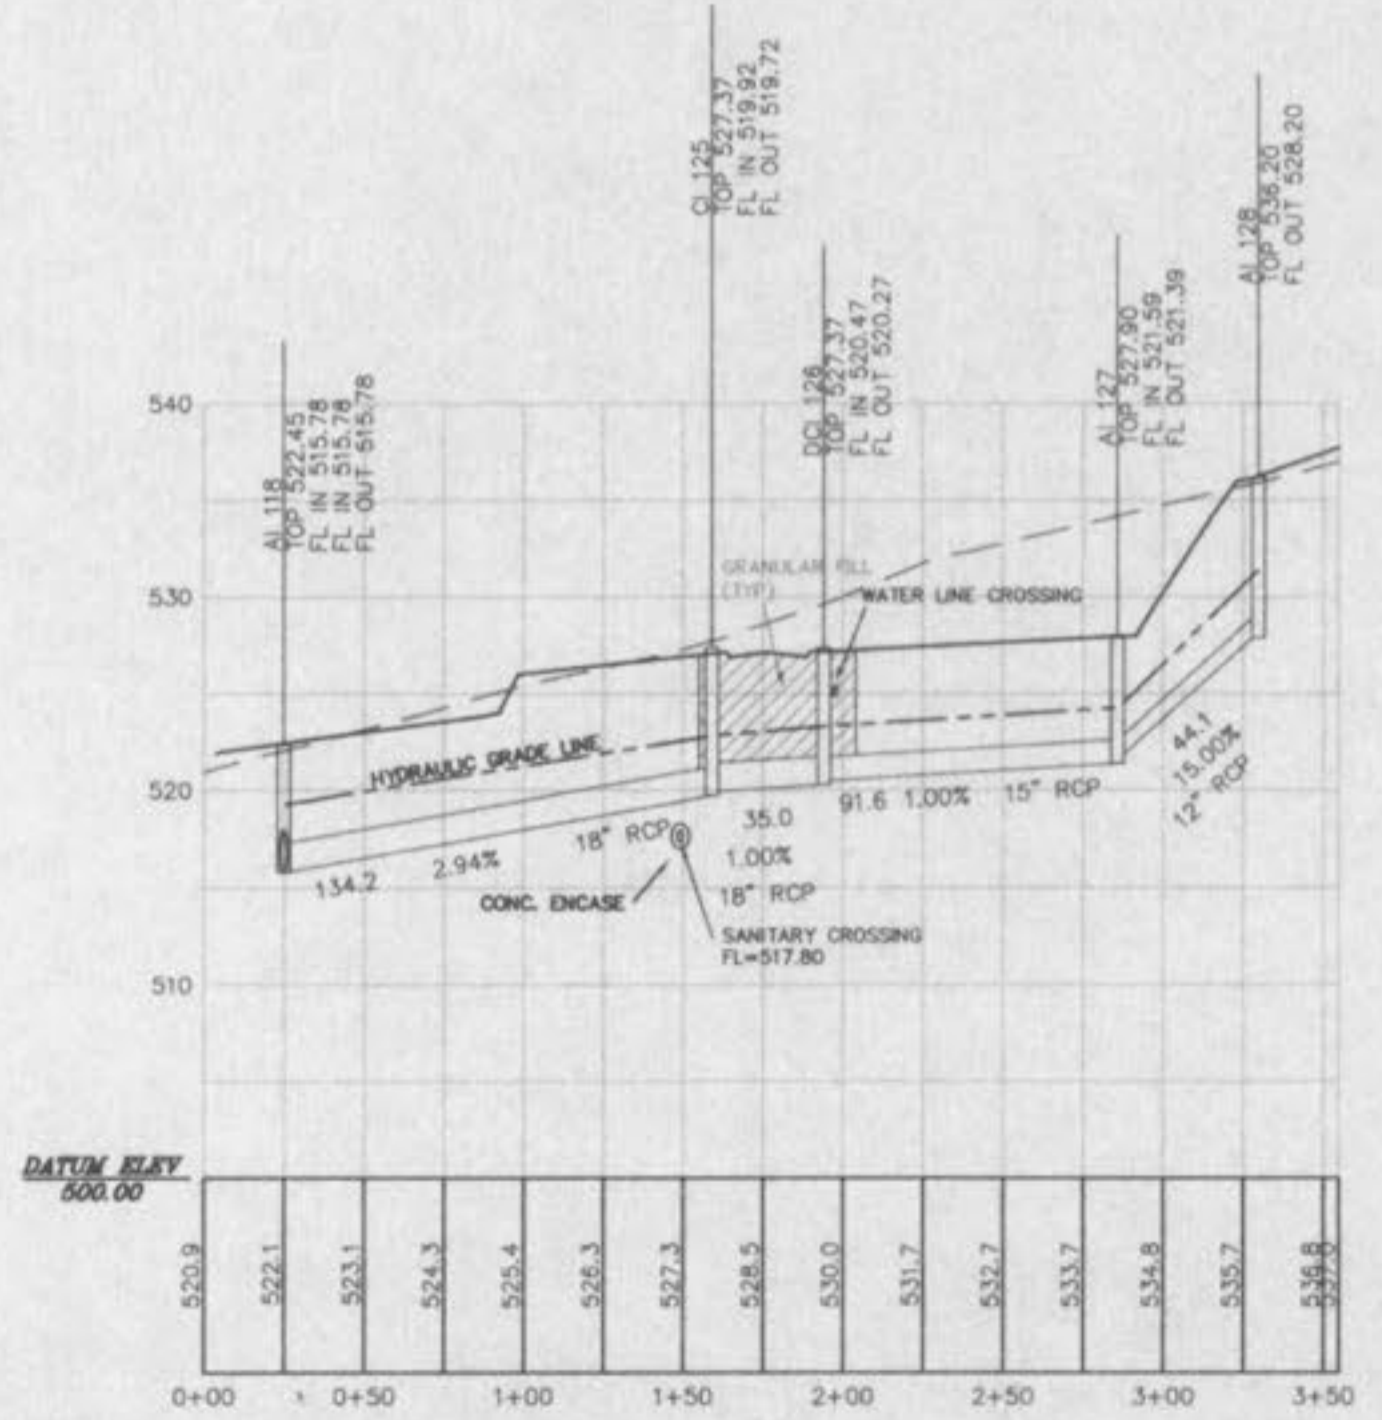 CI 125
TOP 527.37
FL IN 519.92
FL OUT 519.72
AI 128
TOP 536.20
FL OUT 528.20
DCI 126
TOP 527.37
FL IN 520.47
FL OUT 520.27
AI 127
TOP 527.90
FL IN 521.59
FL OUT 521.39
AI 118
TOP 522.45
FL IN 515.78
FL IN 515.78
FL OUT 515.78
540
530
520
510
GRANULAR FILL
(TYP)
WATER LINE CROSSING
HYDRAULIC GRADE LINE
134.2 2.94% 18" RCP
35.0
1.00%
18" RCP
91.6 1.00% 15" RCP
44.1
15.00%
12" RCP
CONC. ENCASE
SANITARY CROSSING
FL=517.80
DATUM ELEV
500.00
520.9 522.1 523.1 524.3 525.4 526.3 527.3 528.5 530.0 531.7 532.7 533.7 534.8 535.7 536.8 537.0
0+00 0+50 1+00 1+50 2+00 2+50 3+00 3+50